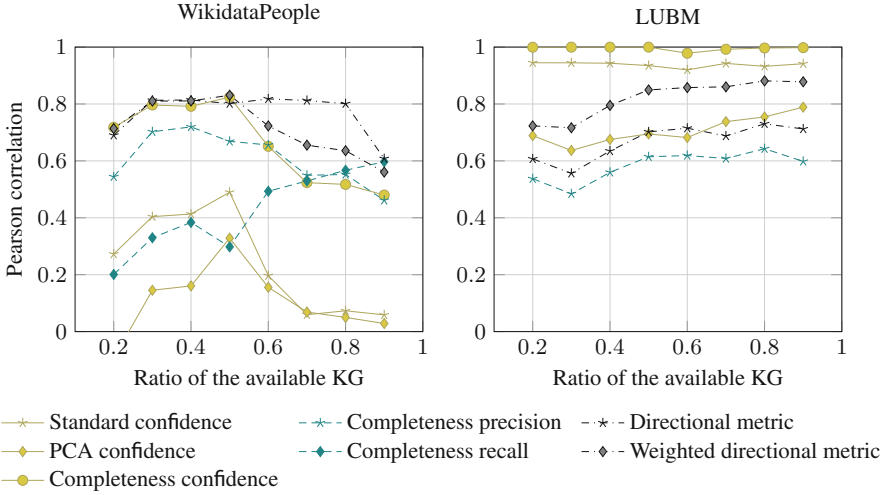 WikidataPeople
LUBM
Pearson correlation
1
0.8
0.6
0.4
0.2
0
0.2
0.4
0.6
0.8
1
Ratio of the available KG
1
0.8
0.6
0.4
0.2
0
0.2
0.4
0.6
0.8
1
Ratio of the available KG
Standard confidence
Completeness precision
Directional metric
PCA confidence
Completeness recall
Weighted directional metric
Completeness confidence